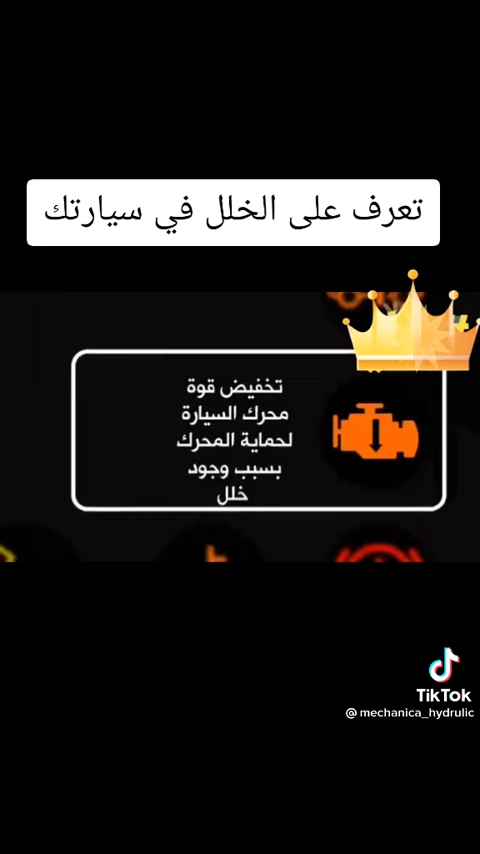 تعرف على الخلل في سيارتك
تخفيض قوة
محرك السيارة
لحماية المحرك
بسبب وجود
خلل
TikTok
@mechanica_hydrulic